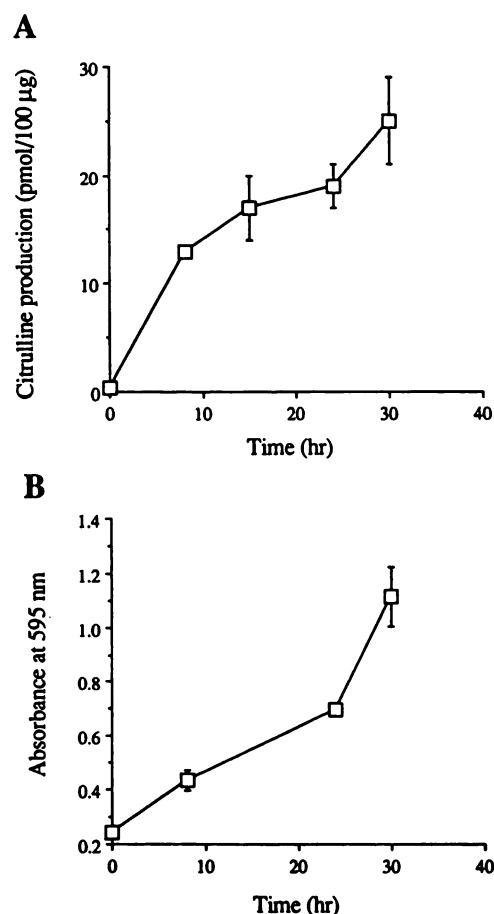 A
Citrulline production (pmol/100 µg)
30
20
10
0
0 10 20 30 40
Time (hr)
B
Absorbance at 595 nm
1.4
1.2
1.0
0.8
0.6
0.4
0.2
0 10 20 30 40
Time (hr)